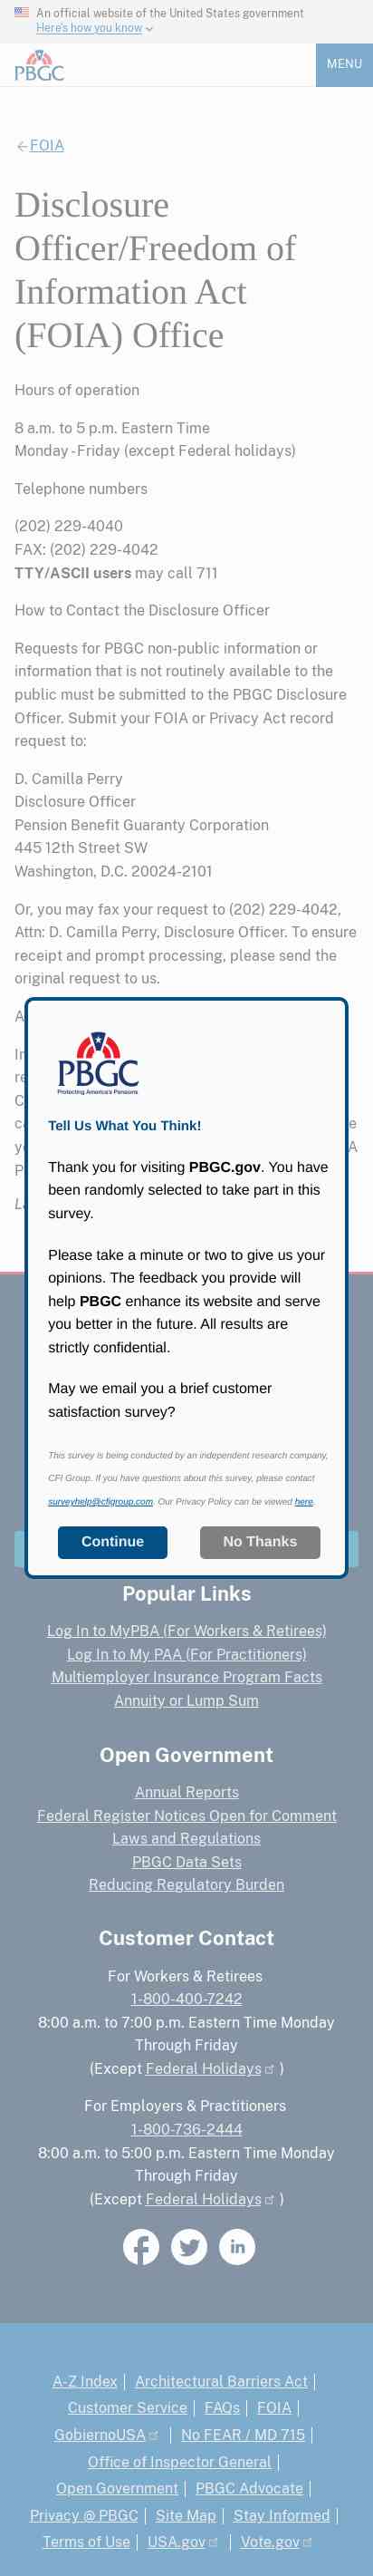 An official website of the United States government
Here's how you know
PBGC
MENU
FOIA
Disclosure
Officer/Freedom of
Information Act
(FOIA) Office
Hours of operation
8 a.m. to 5 p.m. Eastern Time
Monday - Friday (except Federal holidays)
Telephone numbers
(202) 229-4040
FAX: (202) 229-4042
TTY/ASCII users may call 711
How to Contact the Disclosure Officer
Requests for PBGC non-public information or
information that is not routinely available to the
public must be submitted to the PBGC Disclosure
Officer. Submit your FOIA or Privacy Act record
request to:
D. Camilla Perry
Disclosure Officer
Pension Benefit Guaranty Corporation
445 12th Street SW
Washington, D.C. 20024-2101
Or, you may fax your request to (202) 229-4042,
Attn: D. Camilla Perry, Disclosure Officer. To ensure
receipt and prompt processing, please send the
original request to us.
PBGC
Protecting America's Pensions
Tell Us What You Think!
Thank you for visiting PBGC.gov. You have
been randomly selected to take part in this
survey.
Please take a minute or two to give us your
opinions. The feedback you provide will
help PBGC enhance its website and serve
you better in the future. All results are
strictly confidential.
May we email you a brief customer
satisfaction survey?
This survey is being conducted by an independent research company,
CFI Group. If you have questions about this survey, please contact
surveyhelp@cfigroup.com. Our Privacy Policy can be viewed here.
Continue
No Thanks
Popular Links
Log In to MyPBA (For Workers & Retirees)
Log In to My PAA (For Practitioners)
Multiemployer Insurance Program Facts
Annuity or Lump Sum
Open Government
Annual Reports
Federal Register Notices Open for Comment
Laws and Regulations
PBGC Data Sets
Reducing Regulatory Burden
Customer Contact
For Workers & Retirees
1-800-400-7242
8:00 a.m. to 7:00 p.m. Eastern Time Monday
Through Friday
(Except Federal Holidays )
For Employers & Practitioners
1-800-736-2444
8:00 a.m. to 5:00 p.m. Eastern Time Monday
Through Friday
(Except Federal Holidays )
A-Z Index | Architectural Barriers Act |
Customer Service | FAQs | FOIA |
GobiernoUSA | No FEAR / MD 715 |
Office of Inspector General |
Open Government | PBGC Advocate |
Privacy @ PBGC | Site Map | Stay Informed |
Terms of Use | USA.gov | Vote.gov